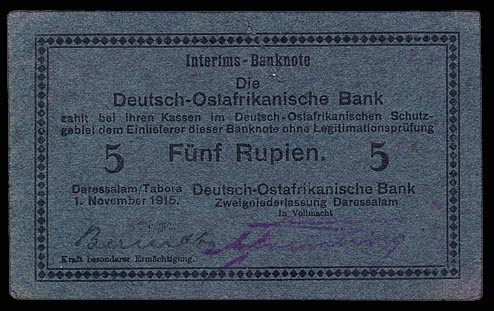 Interims-Banknote
Die
Deutsch-Ostafrikanische Bank
zahlt bei ihren Kassen im Deutsch-Ostafrikanischen Schutz-
gebiet dem Einlieferer dieser Banknote ohne Legitimationsprüfung
5 Fünf Rupien. 5
Daressalam/Tabora Deutsch-Ostafrikanische Bank
1. November 1915. Zweigniederlassung Daressalam
In Vollmacht
Kraft besonderer Ermächtigung.